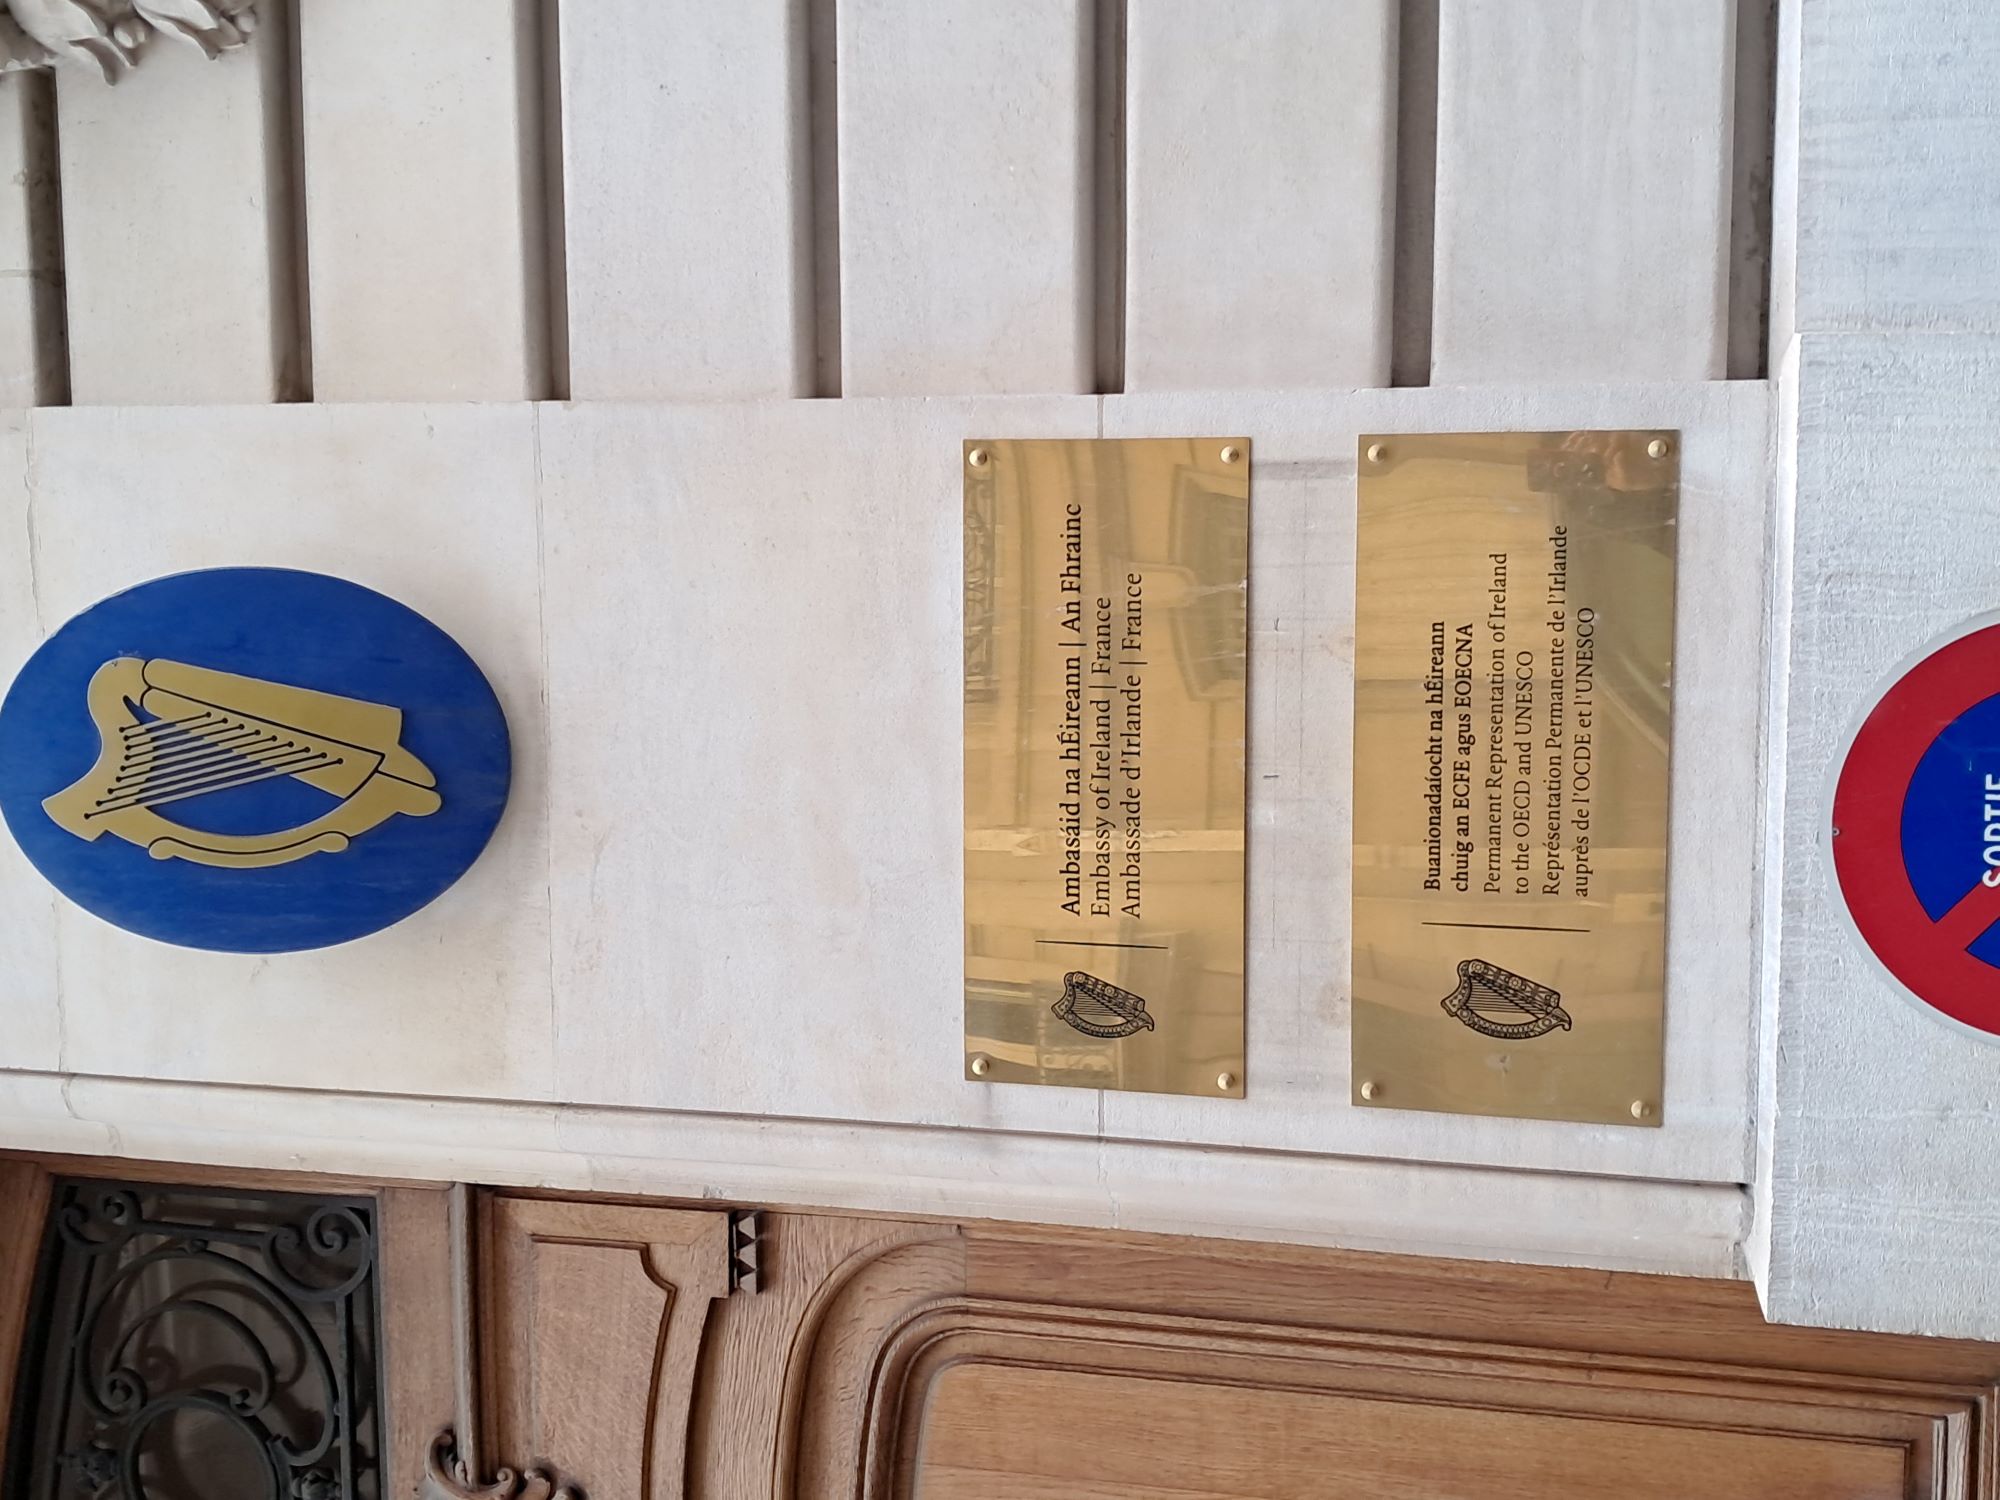 Ambasáid na hÉireann | An Fhrainc
Embassy of Ireland | France
Ambassade d'Irlande | France
Buanionadaíocht na hÉireann
chuig an ECFE agus EOECNA
Permanent Representation of Ireland
to the OECD and UNESCO
Représentation Permanente de l'Irlande
auprès de l'OCDE et l'UNESCO
SORTIE